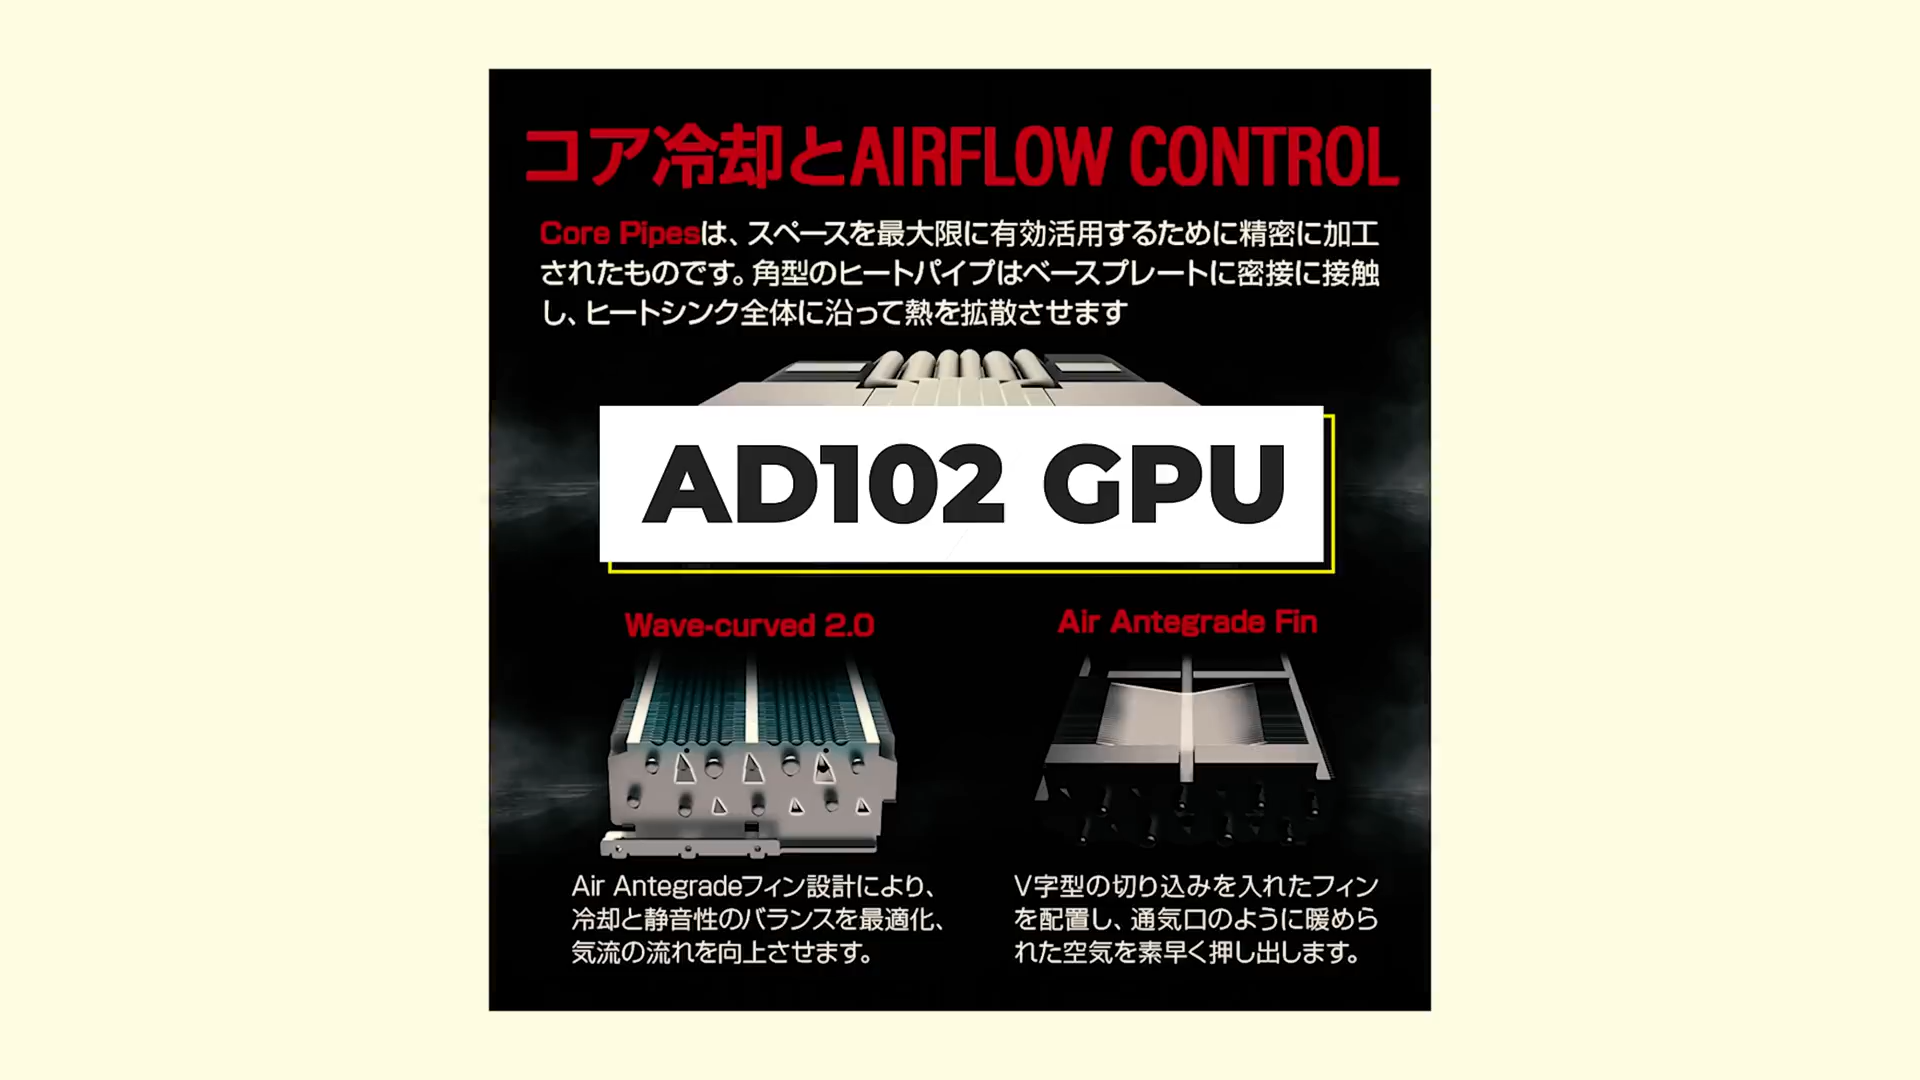 コア冷却とAIRFLOW CONTROL
Core Pipesは、スペースを最大限に有効活用するために精密に加工
されたものです。角型のヒートパイプはベースプレートに密接に接触
し、ヒートシンク全体に沿って熱を拡散させます
AD102 GPU
Wave-curved 2.0
Air Antegradeフィン設計により、
冷却と静音性のバランスを最適化、
気流の流れを向上させます。
Air Antegrade Fin
V字型の切り込みを入れたフィン
を配置し、通気口のように暖めら
れた空気を素早く押し出します。